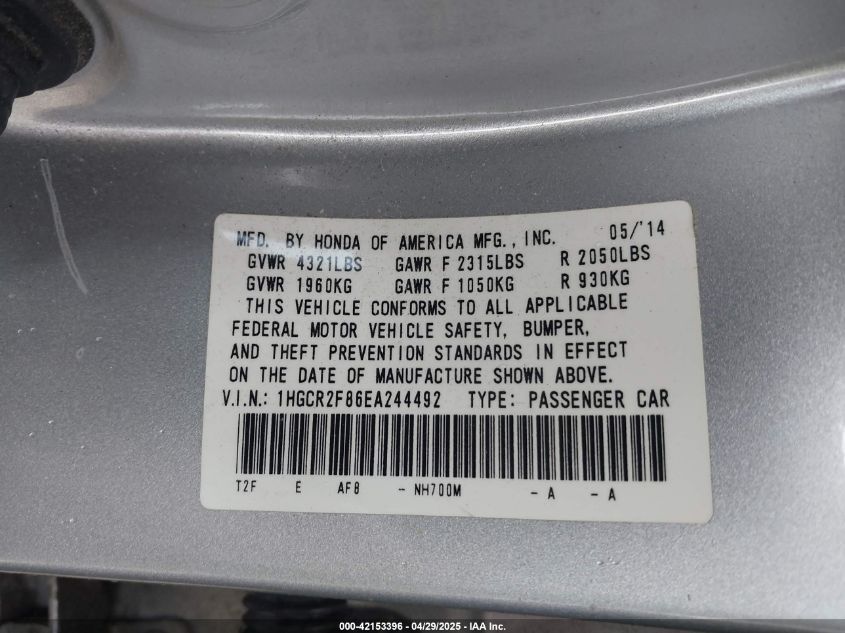 MFD. BY HONDA OF AMERICA MFG., INC. 05/'14
GVWR 4321LBS GAWR F 2315LBS R 2050LBS
GVWR 1960KG GAWR F 1050KG R 930KG
THIS VEHICLE CONFORMS TO ALL APPLICABLE
FEDERAL MOTOR VEHICLE SAFETY, BUMPER,
AND THEFT PREVENTION STANDARDS IN EFFECT
ON THE DATE OF MANUFACTURE SHOWN ABOVE.
V.I.N.: 1HGCR2F86EA244492 TYPE: PASSENGER CAR
T2F E AF8 - NH700M - A - A
000-42153396 - 04/29/2025 - IAA Inc.